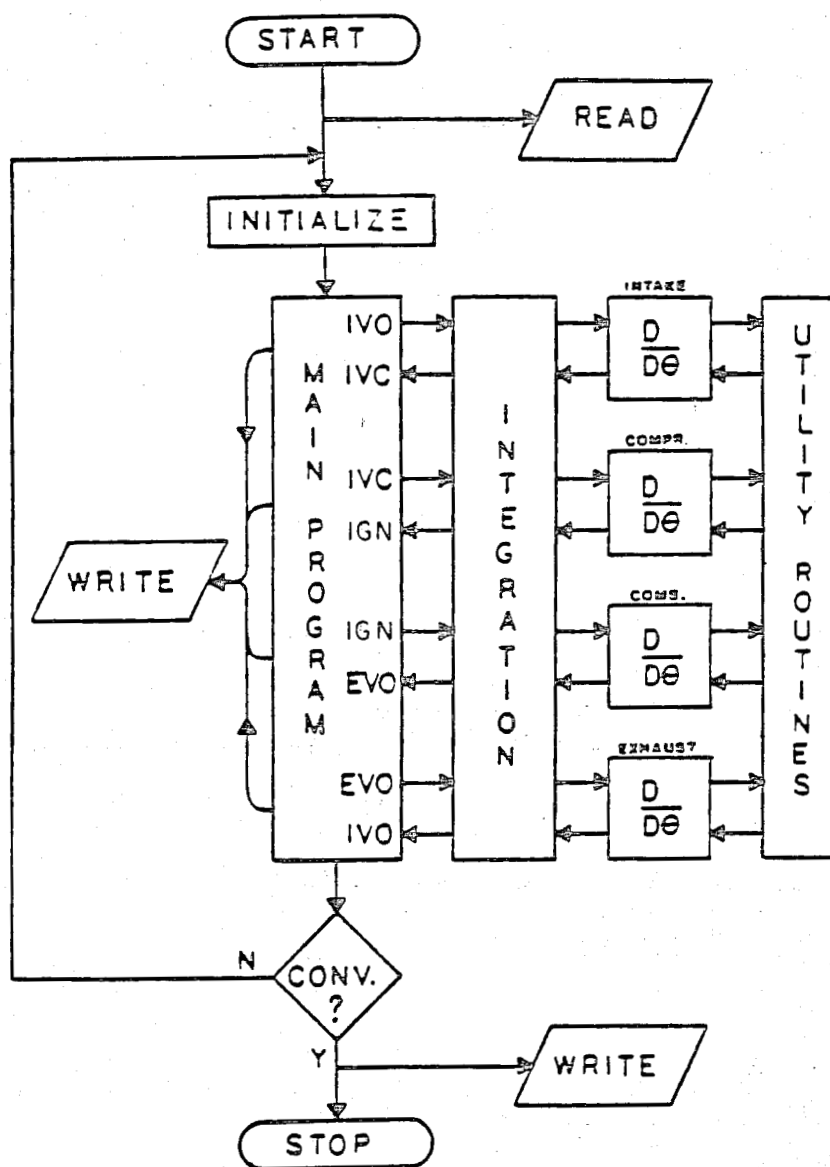 START
READ
INITIALIZE
MAIN PROGRAM
IVO
IVC
IVC
IGN
IGN
EVO
EVO
IVO
INTEGRATION
INTAKE
D
DΘ
COMPR.
D
DΘ
COMB.
D
DΘ
EXHAUST
D
DΘ
UTILITY ROUTINES
WRITE
N
CONV.
?
Y
WRITE
STOP